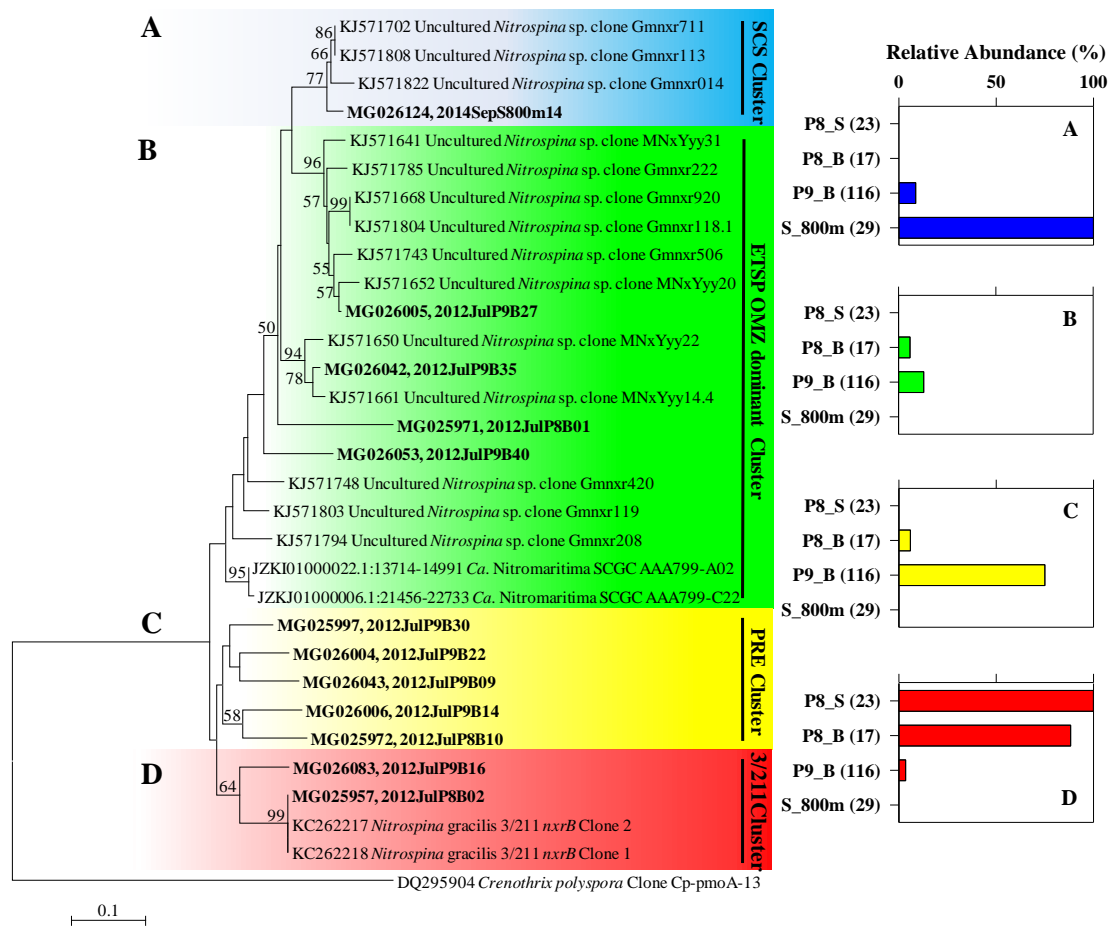 A
86
KJ571702 Uncultured Nitrospina sp. clone Gmnxr711
66
KJ571808 Uncultured Nitrospina sp. clone Gmnxr113
77
KJ571822 Uncultured Nitrospina sp. clone Gmnxr014
MG026124, 2014SepS800m14
SCS Cluster
B
KJ571641 Uncultured Nitrospina sp. clone MNxYyy31
96
KJ571785 Uncultured Nitrospina sp. clone Gmnxr222
57
KJ571668 Uncultured Nitrospina sp. clone Gmnxr920
99
KJ571804 Uncultured Nitrospina sp. clone Gmnxr118.1
KJ571743 Uncultured Nitrospina sp. clone Gmnxr506
55
KJ571652 Uncultured Nitrospina sp. clone MNxYyy20
57
MG026005, 2012JulP9B27
50
KJ571650 Uncultured Nitrospina sp. clone MNxYyy22
94
MG026042, 2012JulP9B35
78
KJ571661 Uncultured Nitrospina sp. clone MNxYyy14.4
MG025971, 2012JulP8B01
MG026053, 2012JulP9B40
KJ571748 Uncultured Nitrospina sp. clone Gmnxr420
KJ571803 Uncultured Nitrospina sp. clone Gmnxr119
KJ571794 Uncultured Nitrospina sp. clone Gmnxr208
95
JZKI01000022.1:13714-14991 Ca. Nitromaritima SCGC AAA799-A02
JZKJ01000006.1:21456-22733 Ca. Nitromaritima SCGC AAA799-C22
ETSP OMZ dominant Cluster
C
MG025997, 2012JulP9B30
MG026004, 2012JulP9B22
MG026043, 2012JulP9B09
MG026006, 2012JulP9B14
58
MG025972, 2012JulP8B10
PRE Cluster
D
MG026083, 2012JulP9B16
64
MG025957, 2012JulP8B02
99
KC262217 Nitrospina gracilis 3/211 nxrB Clone 2
KC262218 Nitrospina gracilis 3/211 nxrB Clone 1
3/211Cluster
DQ295904 Crenothrix polyspora Clone Cp-pmoA-13
0.1
Relative Abundance (%)
0 50 100
A
P8_S (23)
P8_B (17)
P9_B (116)
S_800m (29)
B
P8_S (23)
P8_B (17)
P9_B (116)
S_800m (29)
C
P8_S (23)
P8_B (17)
P9_B (116)
S_800m (29)
P8_S (23)
P8_B (17)
P9_B (116)
S_800m (29)
D